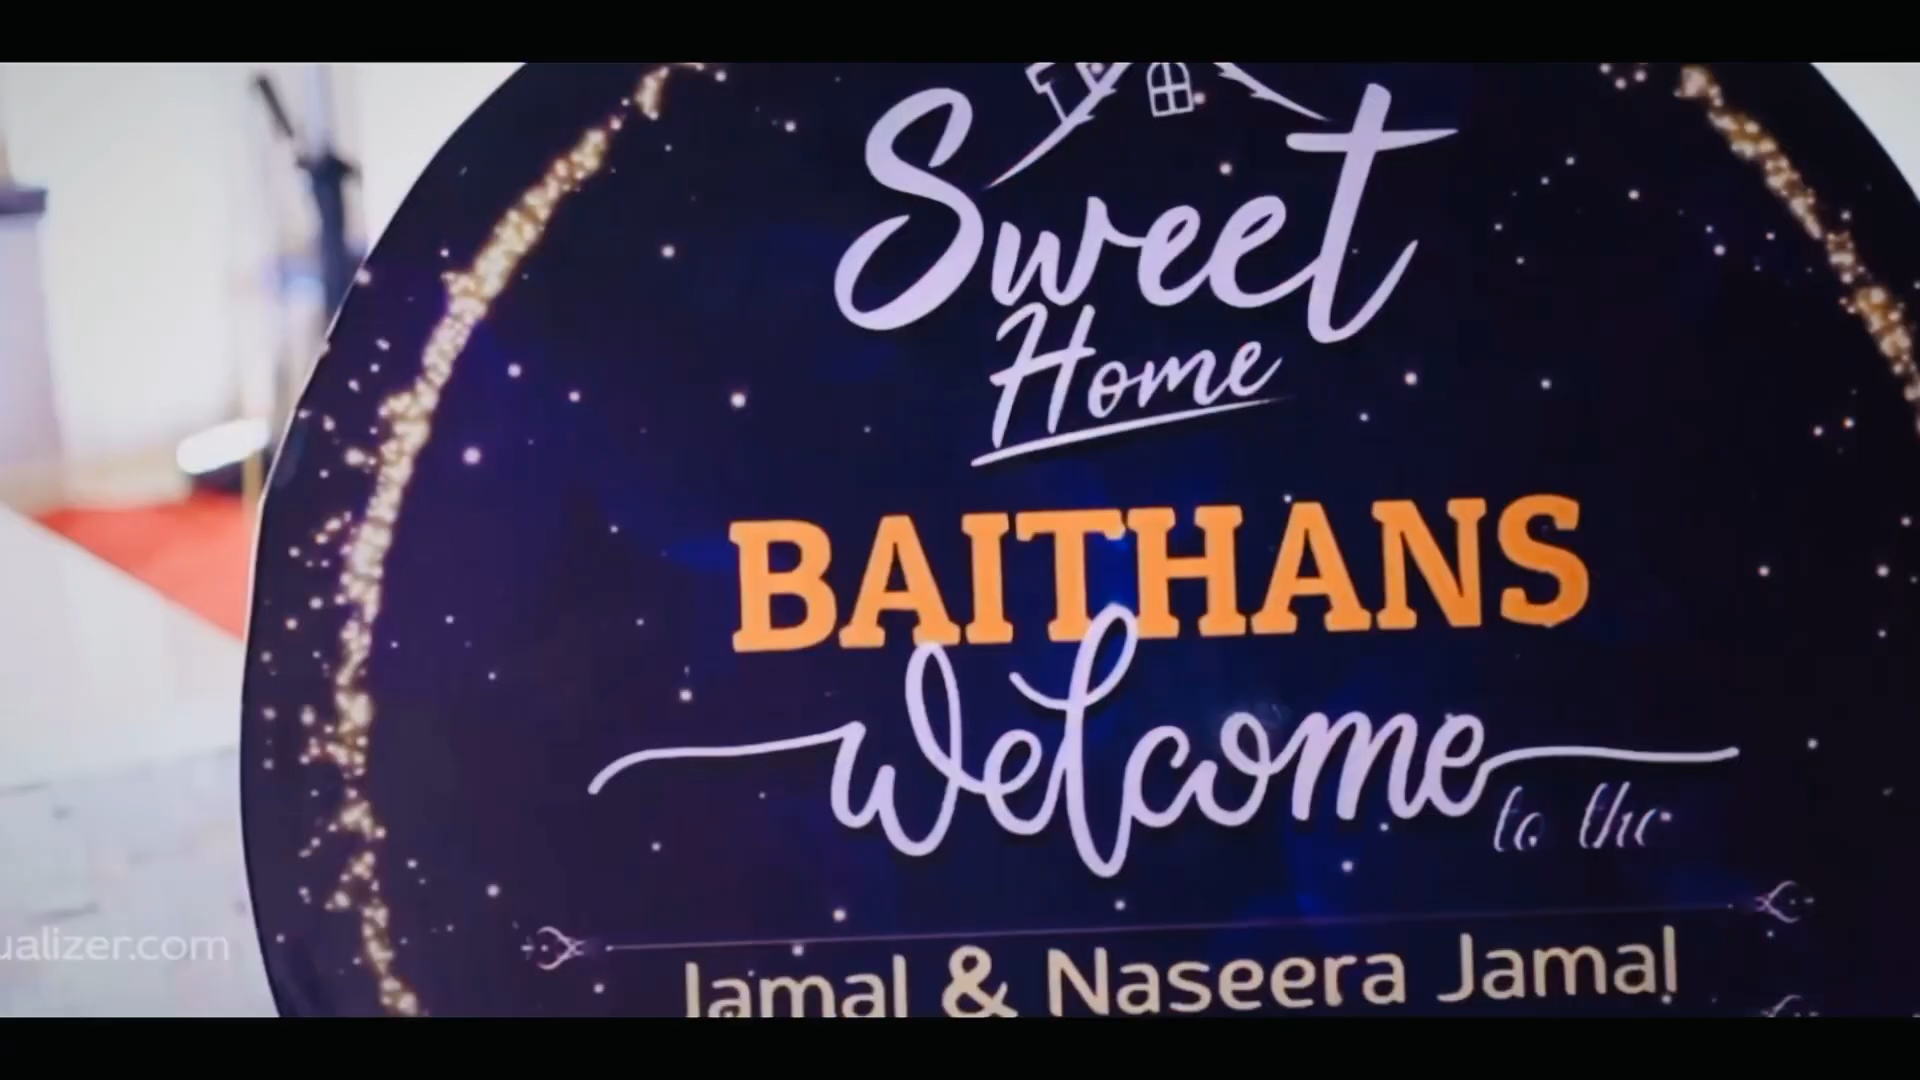 Sweet
Home
BAITHANS
Welcome
to the
Jamal & Naseera Jamal
ualizer.com